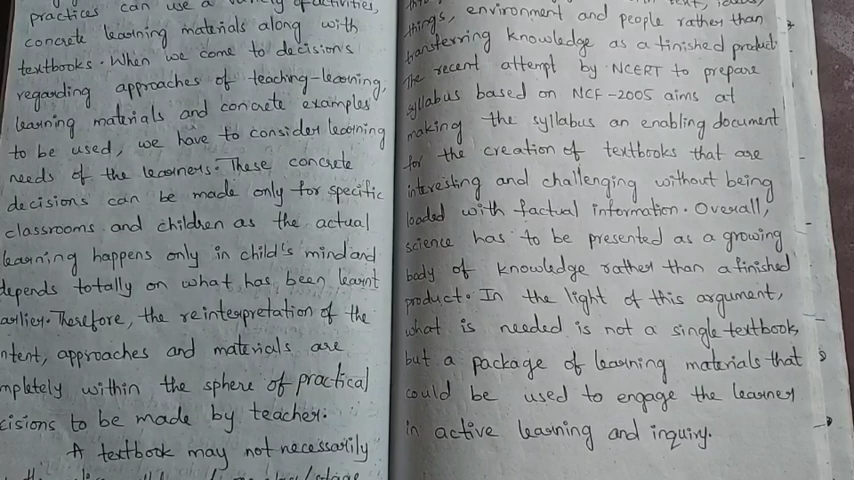 practices can use a variety of activities,
concrete learning materials along with
textbooks. When we come to decisions
regarding approaches of teaching-learning,
learning materials and concrete examples
to be used, we have to consider learning
needs of the learners. These concrete
decisions can be made only for specific
classrooms and children as the actual
learning happens only in child's mind and
depends totally on what has been learnt
arlier. Therefore, the reinterpretation of the
ntent, approaches and materials are
mpletely within the sphere of practical
cisions to be made by teacher.
A textbook may not necessarily
things, environment and people rather than
transferring knowledge as a finished product
The recent attempt by NCERT to prepare
syllabus based on NCF-2005 aims at
making the syllabus an enabling document
for the creation of textbooks that are
interesting and challenging without being
loaded with factual information. Overall,
science has to be presented as a growing
body of knowledge rather than a finished
product. In the light of this argument,
what is needed is not a single textbook,
but a package of learning materials that
could be used to engage the learner
in active learning and inquiry.